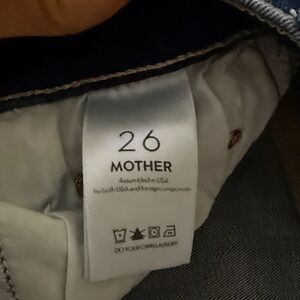 26
MOTHER
Assembled in USA
by both USA and foreign components
DO YOUR OWN LAUNDRY